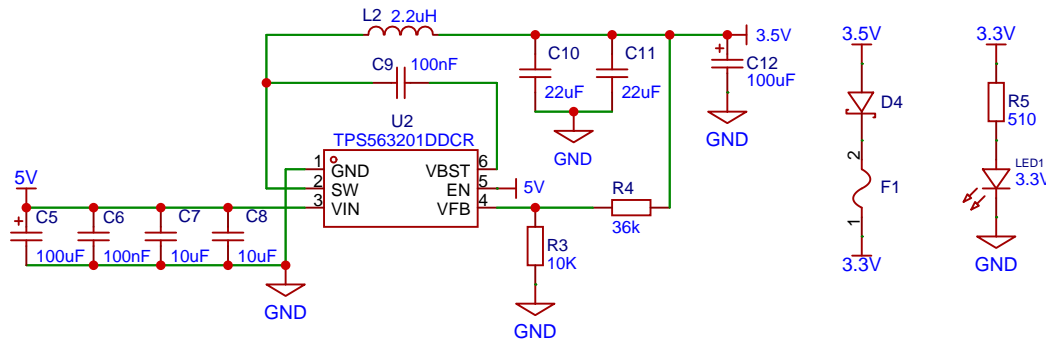 L2 2.2uH
C9 100nF
U2
TPS563201DDCR
1 GND
2 SW
3 VIN
VBST 6
EN 5
VFB 4
5V
C5 100uF
C6 100nF
C7 10uF
C8 10uF
GND
5V
R4
36k
R3
10K
GND
C10
22uF
C11
22uF
GND
3.5V
C12
100uF
GND
3.5V
D4
2
F1
1
3.3V
3.3V
R5
510
LED1
3.3V
GND